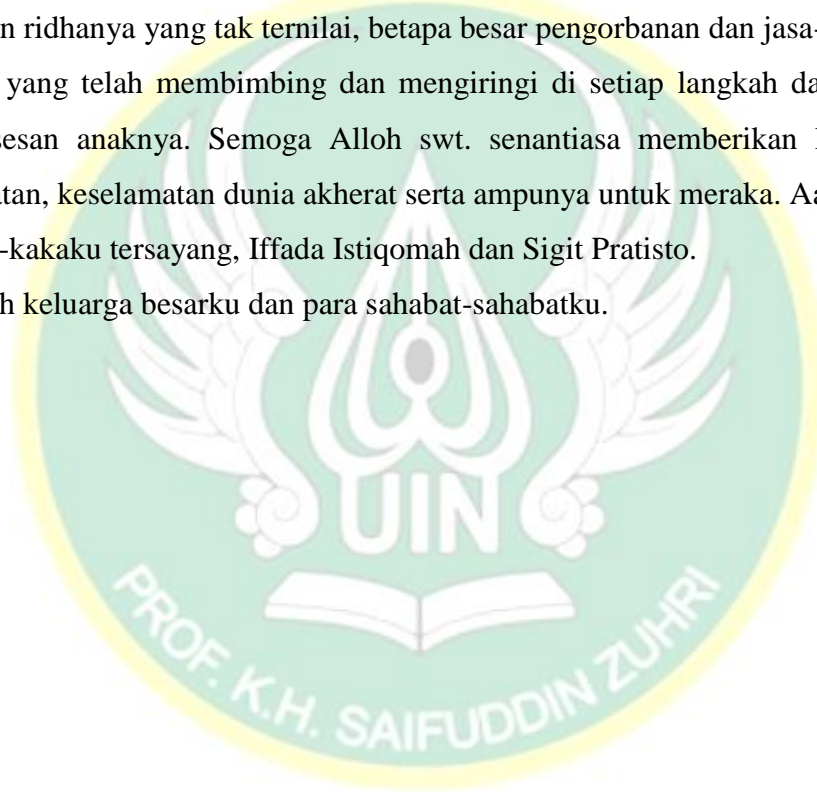 n ridhanya yang tak ternilai, betapa besar pengorbanan dan jasa-
yang telah membimbing dan mengiringi di setiap langkah da
sesan anaknya. Semoga Alloh swt. senantiasa memberikan
atan, keselamatan dunia akherat serta ampunya untuk meraka. Aa
-kakaku tersayang, Iffada Istiqomah dan Sigit Pratisto.
h keluarga besarku dan para sahabat-sahabatku.
UIN
PROF. K.H. SAIFUDDIN ZUHRI